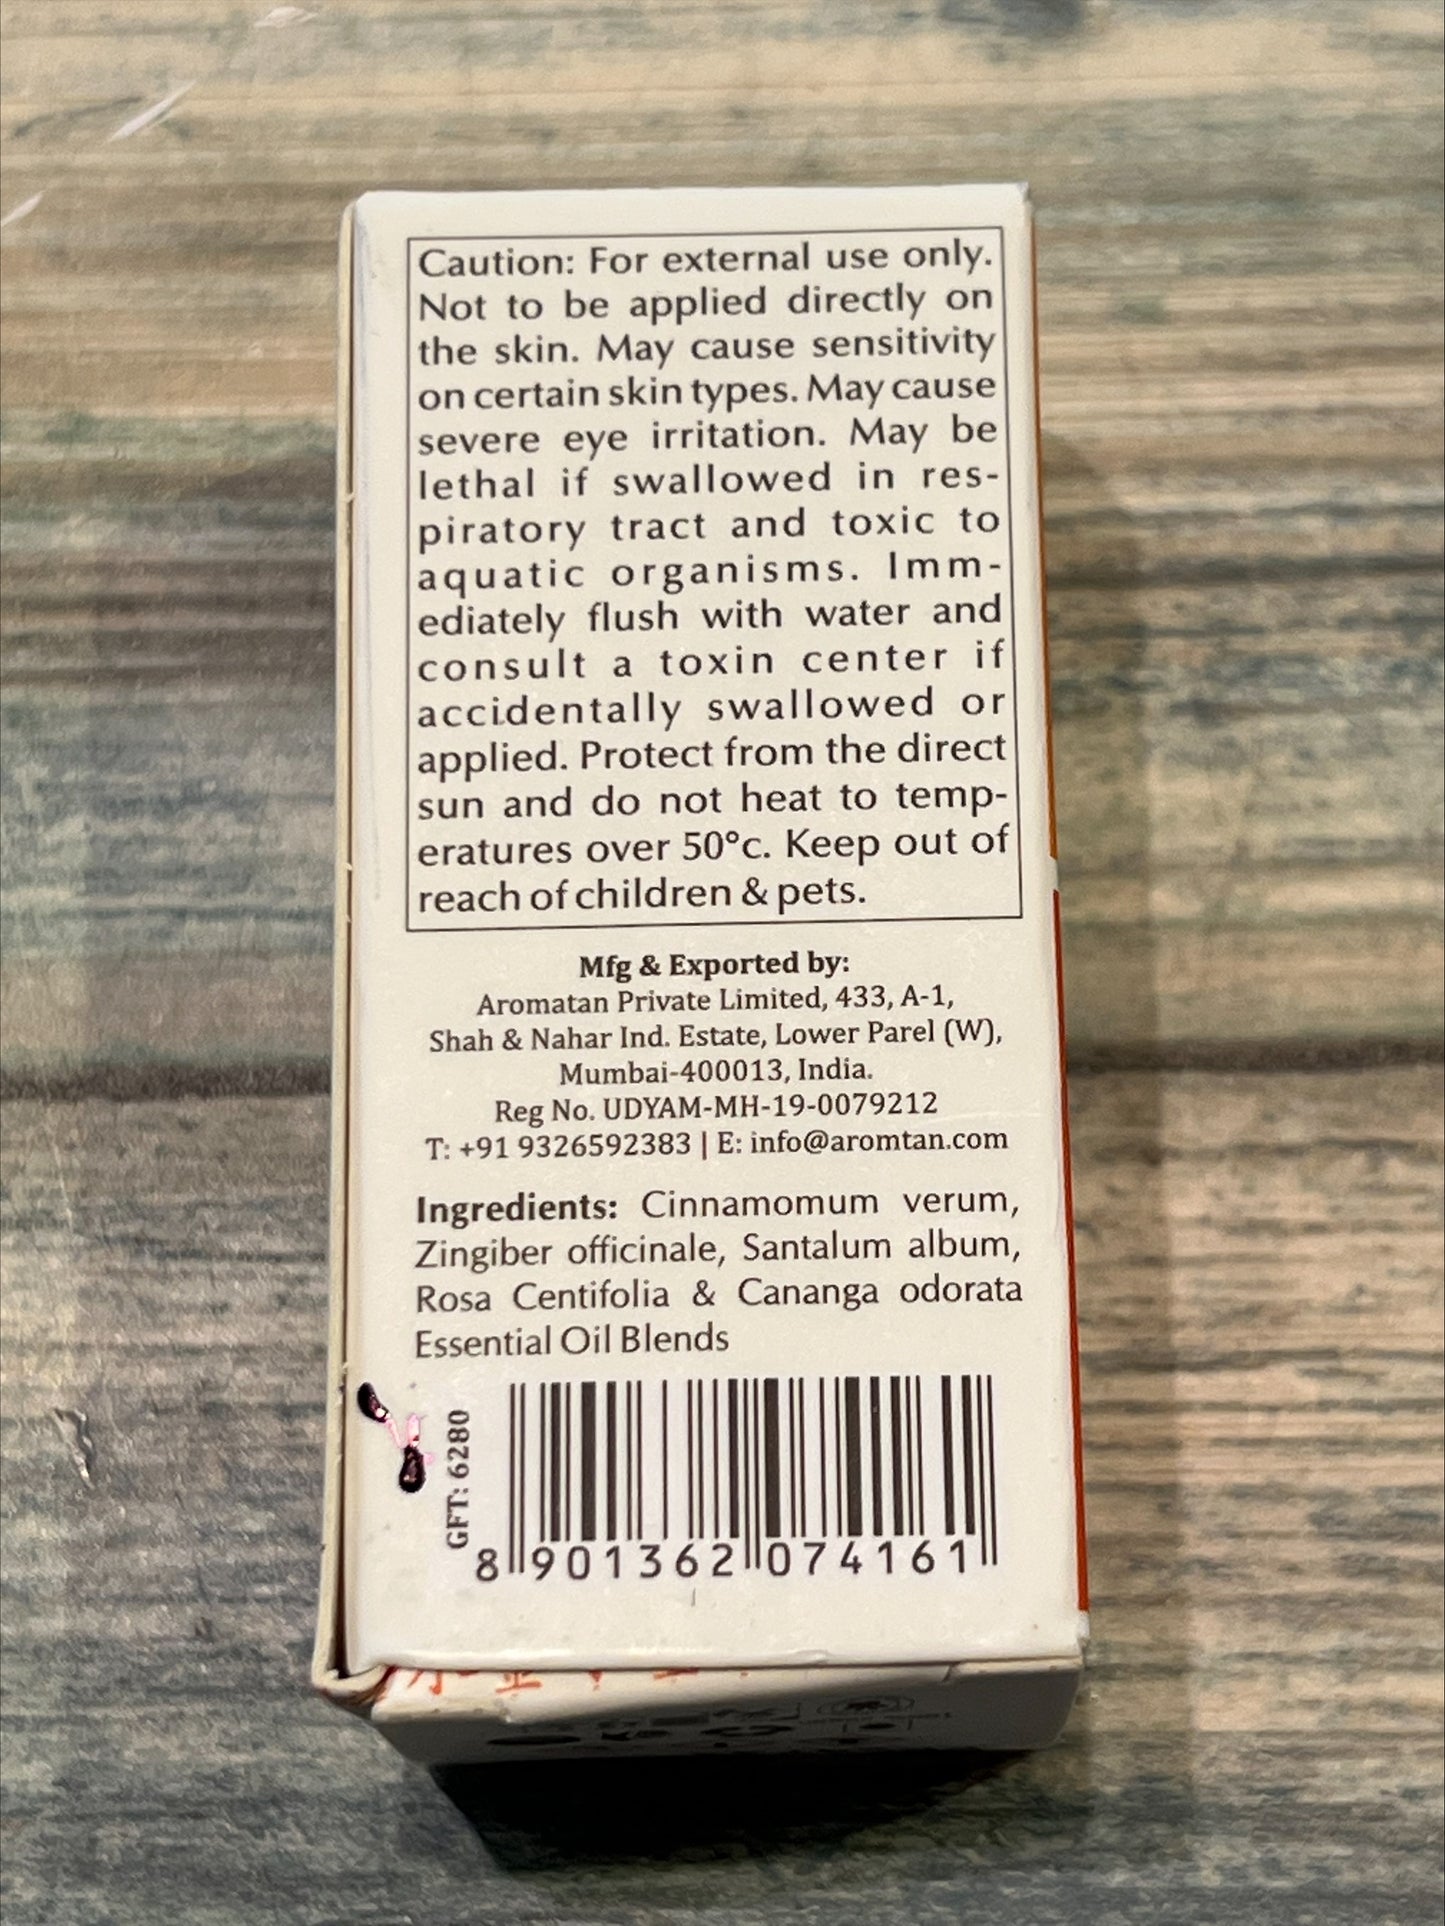 Caution: For external use only.
Not to be applied directly on
the skin. May cause sensitivity
on certain skin types. May cause
severe eye irritation. May be
lethal if swallowed in res-
piratory tract and toxic to
aquatic organisms. Imm-
ediately flush with water and
consult a toxin center if
accidentally swallowed or
applied. Protect from the direct
sun and do not heat to temp-
eratures over 50°c. Keep out of
reach of children & pets.
Mfg & Exported by:
Aromatan Private Limited, 433, A-1,
Shah & Nahar Ind. Estate, Lower Parel (W),
Mumbai-400013, India.
Reg No. UDYAM-MH-19-0079212
T: +91 9326592383 | E: info@aromtan.com
Ingredients: Cinnamomum verum,
Zingiber officinale, Santalum album,
Rosa Centifolia & Cananga odorata
Essential Oil Blends
GFT: 6280
8 901362 074161